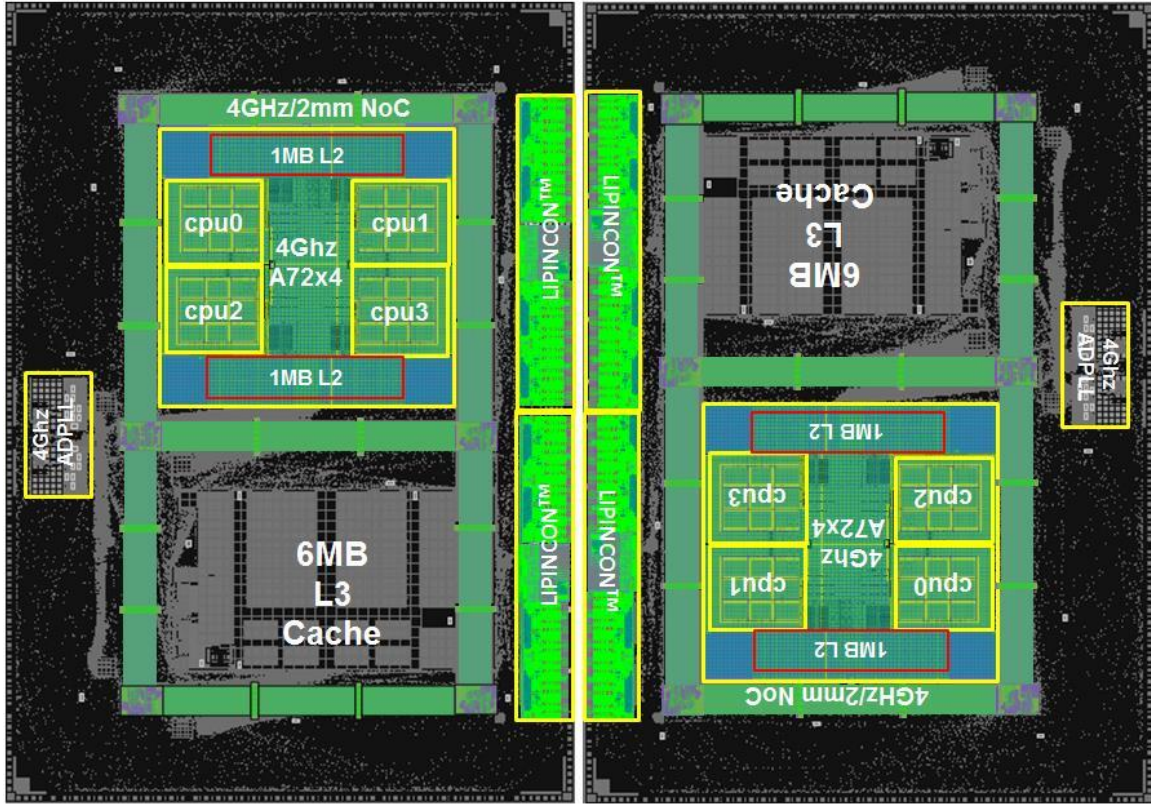 4GHz/2mm NoC
1MB L2
cpu0
cpu1
4Ghz
A72x4
cpu2
cpu3
1MB L2
4Ghz
ADPLL
6MB
L3
Cache
LIPINCON™
LIPINCON™
LIPINCON™
LIPINCON™
6MB
L3
Cache
4Ghz
ADPLL
1MB L2
cpu3
cpu2
4Ghz
A72x4
cpu1
cpu0
1MB L2
4GHz/2mm NoC